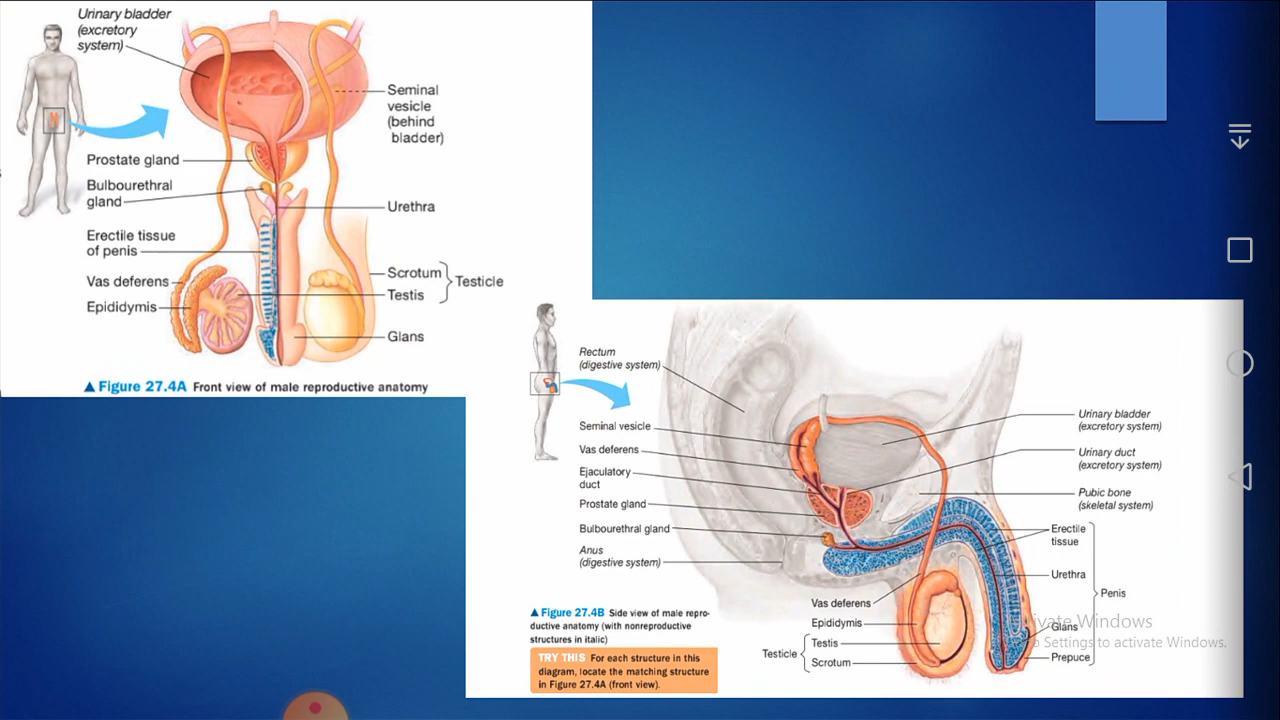 Urinary bladder
(excretory
system)
Seminal
vesicle
(behind
bladder)
Prostate gland
Bulbourethral
gland
Urethra
Erectile tissue
of penis
Vas deferens
Scrotum
Testicle
Testis
Epididymis
Glans
▲ Figure 27.4A Front view of male reproductive anatomy
Rectum
(digestive system)
Seminal vesicle
Vas deferens
Ejaculatory
duct
Prostate gland
Bulbourethral gland
Anus
(digestive system)
Urinary bladder
(excretory system)
Urinary duct
(excretory system)
Pubic bone
(skeletal system)
Erectile
tissue
Urethra
Penis
Glans
Prepuce
Vas deferens
Epididymis
Testis
Testicle
Scrotum
▲ Figure 27.4B Side view of male repro-
ductive anatomy (with nonreproductive
structures in italic)
TRY THIS For each structure in this
diagram, locate the matching structure
in Figure 27.4A (front view).
Activate Windows
to Settings to activate Windows.